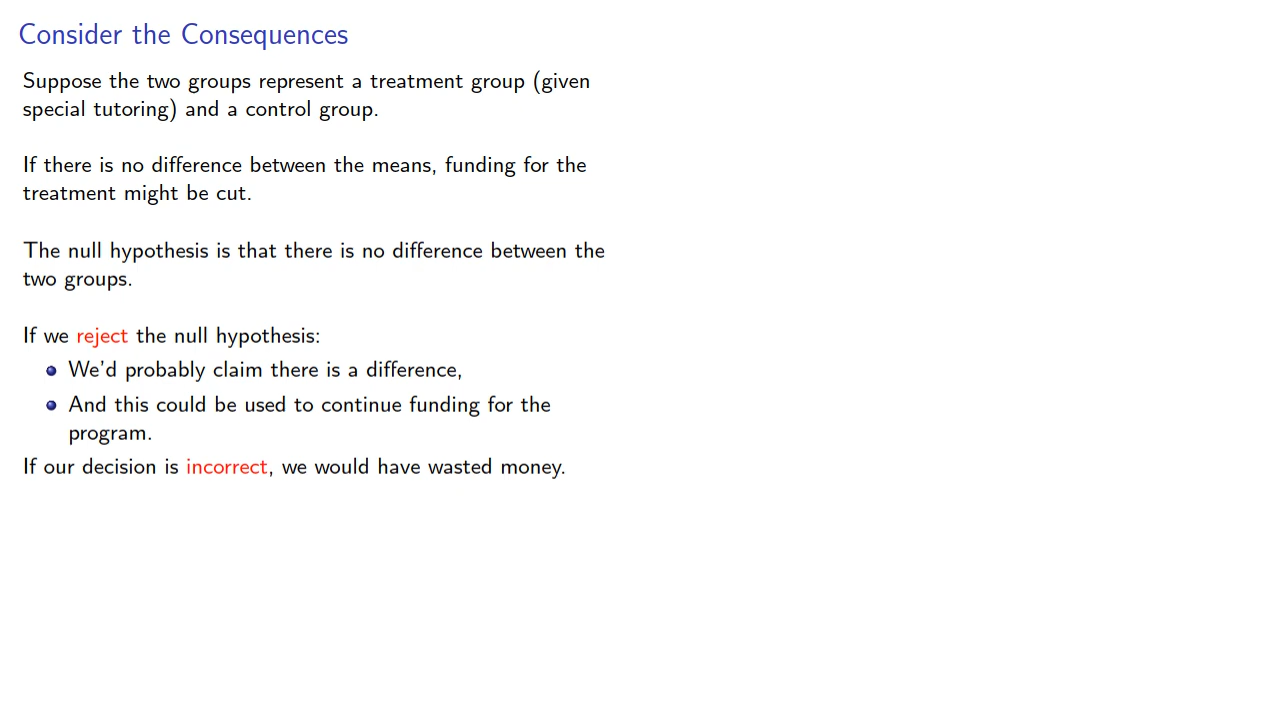 Consider the Consequences
Suppose the two groups represent a treatment group (given
special tutoring) and a control group.
If there is no difference between the means, funding for the
treatment might be cut.
The null hypothesis is that there is no difference between the
two groups.
If we reject the null hypothesis:
We'd probably claim there is a difference,
And this could be used to continue funding for the
program.
If our decision is incorrect, we would have wasted money.